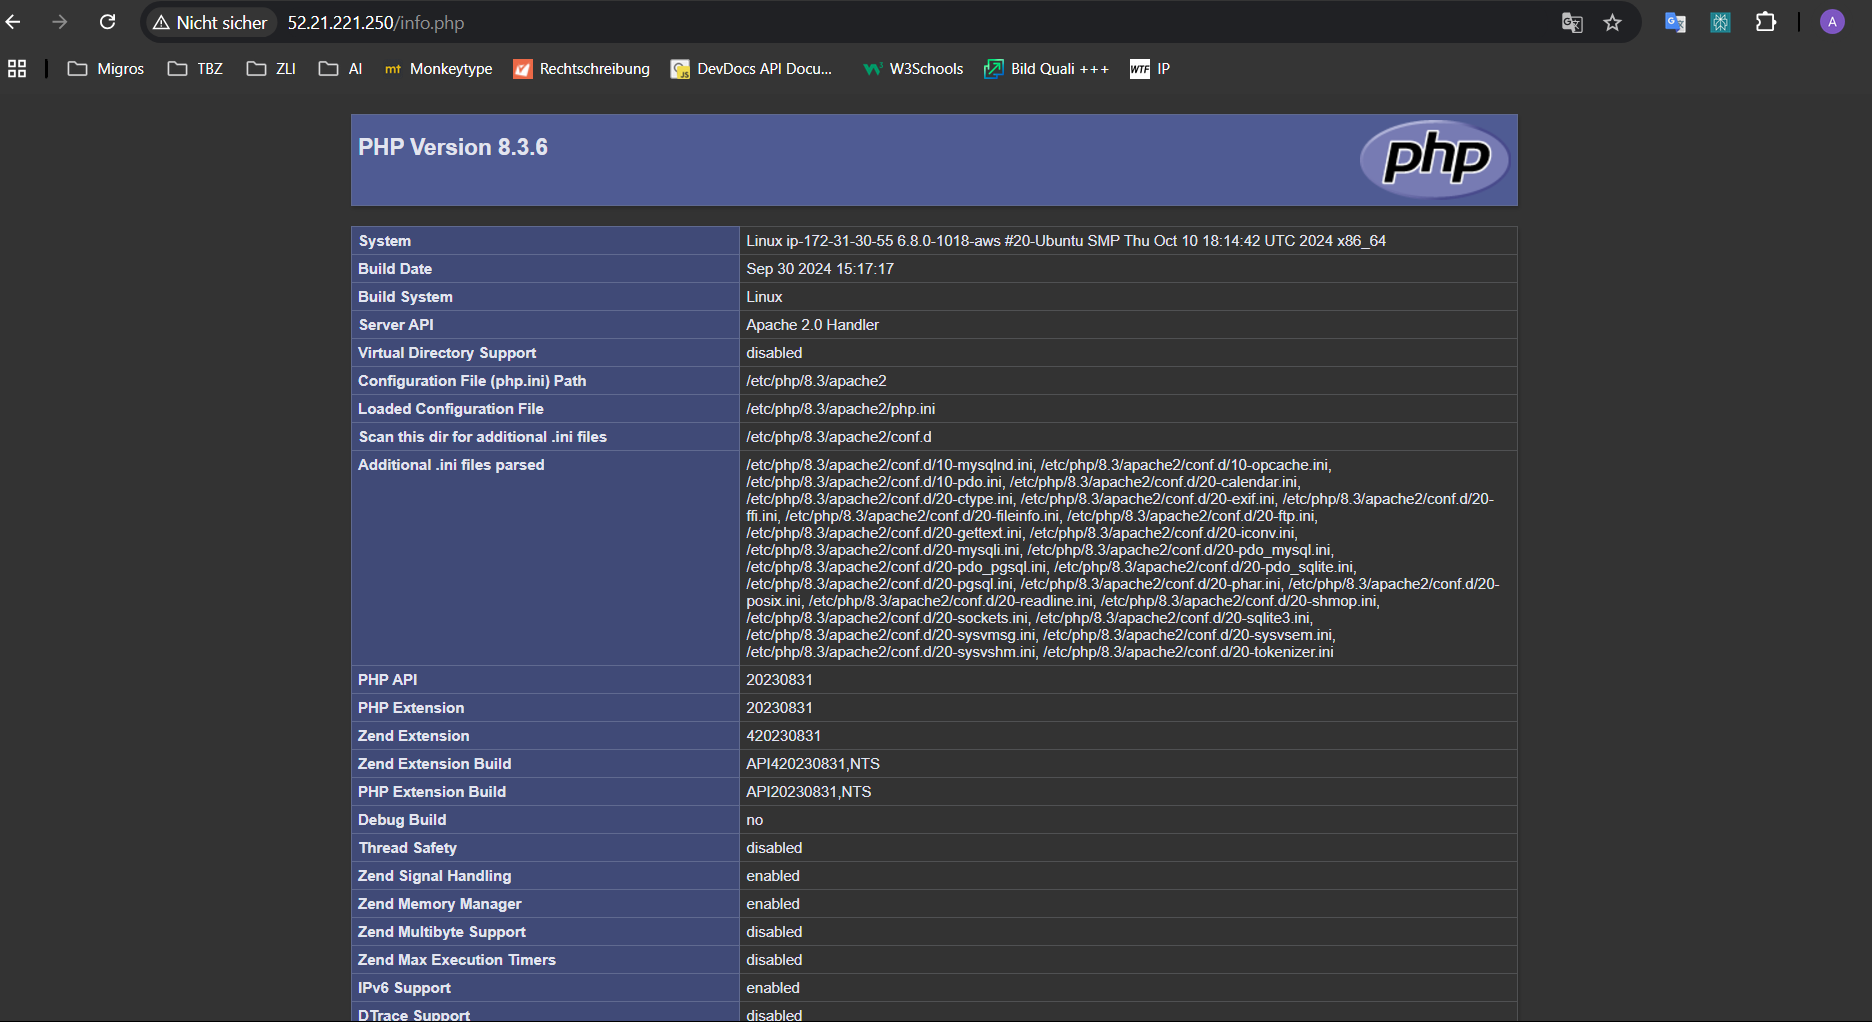 Nicht sicher 52.21.221.250/info.php A
Migros TBZ ZLI AI mt Monkeytype Rechtschreibung DevDocs API Docu... W3Schools Bild Quali +++ WTF IP
PHP Version 8.3.6 php
System Linux ip-172-31-30-55 6.8.0-1018-aws #20-Ubuntu SMP Thu Oct 10 18:14:42 UTC 2024 x86_64
Build Date Sep 30 2024 15:17:17
Build System Linux
Server API Apache 2.0 Handler
Virtual Directory Support disabled
Configuration File (php.ini) Path /etc/php/8.3/apache2
Loaded Configuration File /etc/php/8.3/apache2/php.ini
Scan this dir for additional .ini files /etc/php/8.3/apache2/conf.d
Additional .ini files parsed /etc/php/8.3/apache2/conf.d/10-mysqlnd.ini, /etc/php/8.3/apache2/conf.d/10-opcache.ini,
/etc/php/8.3/apache2/conf.d/10-pdo.ini, /etc/php/8.3/apache2/conf.d/20-calendar.ini,
/etc/php/8.3/apache2/conf.d/20-ctype.ini, /etc/php/8.3/apache2/conf.d/20-exif.ini, /etc/php/8.3/apache2/conf.d/20-
ffi.ini, /etc/php/8.3/apache2/conf.d/20-fileinfo.ini, /etc/php/8.3/apache2/conf.d/20-ftp.ini,
/etc/php/8.3/apache2/conf.d/20-gettext.ini, /etc/php/8.3/apache2/conf.d/20-iconv.ini,
/etc/php/8.3/apache2/conf.d/20-mysqli.ini, /etc/php/8.3/apache2/conf.d/20-pdo_mysql.ini,
/etc/php/8.3/apache2/conf.d/20-pdo_pgsql.ini, /etc/php/8.3/apache2/conf.d/20-pdo_sqlite.ini,
/etc/php/8.3/apache2/conf.d/20-pgsql.ini, /etc/php/8.3/apache2/conf.d/20-phar.ini, /etc/php/8.3/apache2/conf.d/20-
posix.ini, /etc/php/8.3/apache2/conf.d/20-readline.ini, /etc/php/8.3/apache2/conf.d/20-shmop.ini,
/etc/php/8.3/apache2/conf.d/20-sockets.ini, /etc/php/8.3/apache2/conf.d/20-sqlite3.ini,
/etc/php/8.3/apache2/conf.d/20-sysvmsg.ini, /etc/php/8.3/apache2/conf.d/20-sysvsem.ini,
/etc/php/8.3/apache2/conf.d/20-sysvshm.ini, /etc/php/8.3/apache2/conf.d/20-tokenizer.ini
PHP API 20230831
PHP Extension 20230831
Zend Extension 420230831
Zend Extension Build API420230831,NTS
PHP Extension Build API20230831,NTS
Debug Build no
Thread Safety disabled
Zend Signal Handling enabled
Zend Memory Manager enabled
Zend Multibyte Support disabled
Zend Max Execution Timers disabled
IPv6 Support enabled
DTrace Support disabled